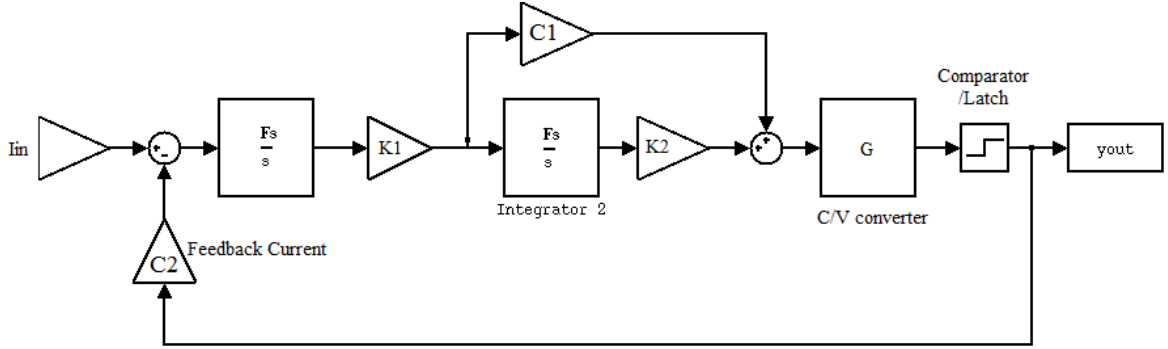 C1
Comparator
/Latch
Iin
Fs
s
K1
Fs
s
K2
G
yout
Integrator 2
C/V converter
Feedback Current
C2